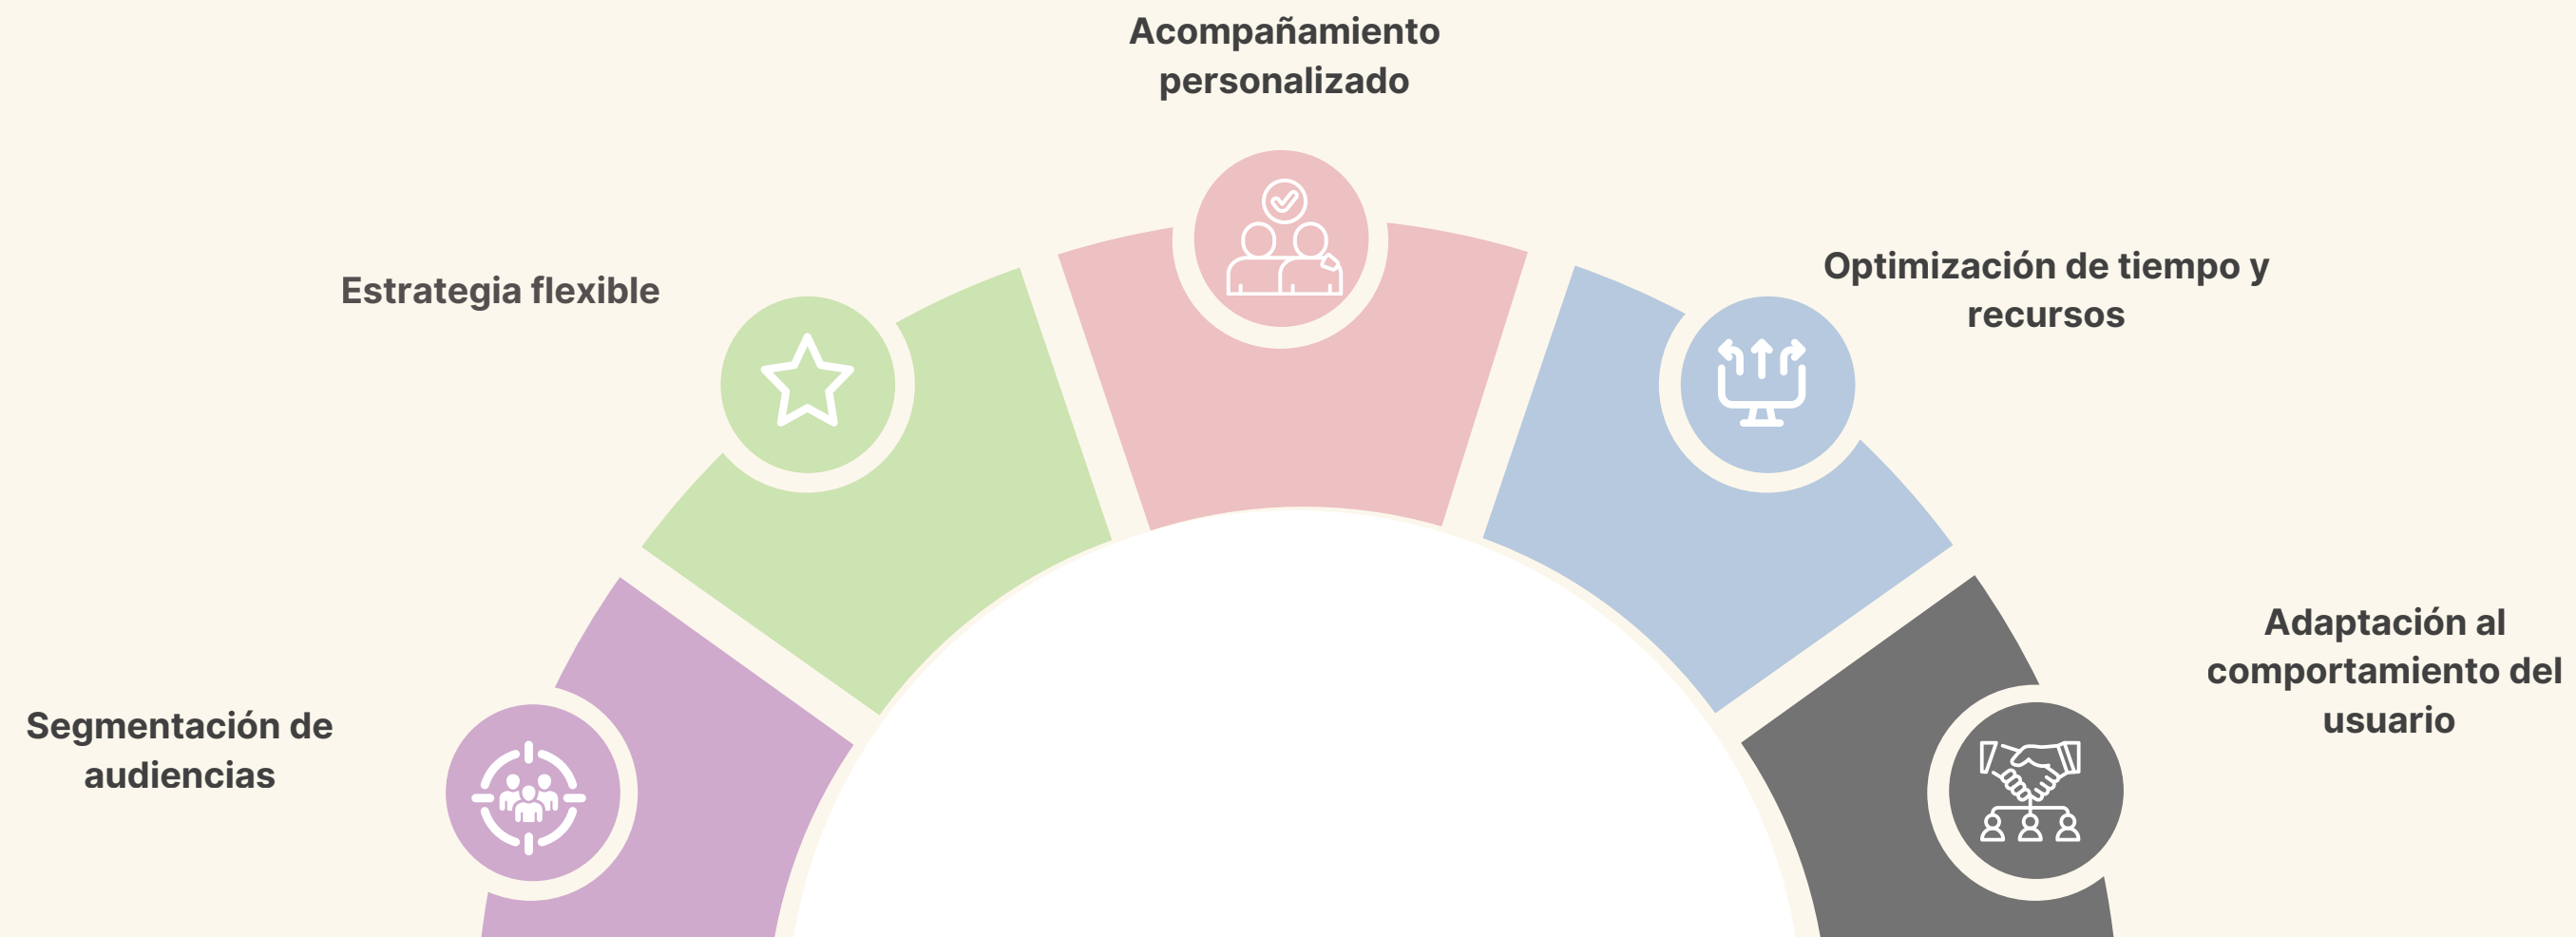 Acompañamiento
personalizado
Estrategia flexible
Optimización de tiempo y
recursos
Segmentación de
audiencias
Adaptación al
comportamiento del
usuario